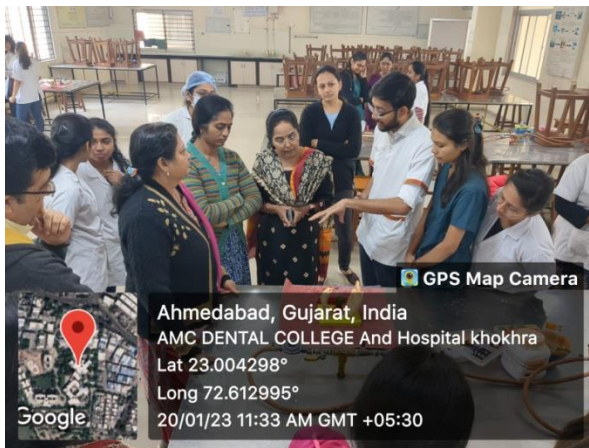 GPS Map Camera
Ahmedabad, Gujarat, India
AMC DENTAL COLLEGE And Hospital khokhra
Lat 23.004298°
Long 72.612995°
20/01/23 11:33 AM GMT +05:30
Google